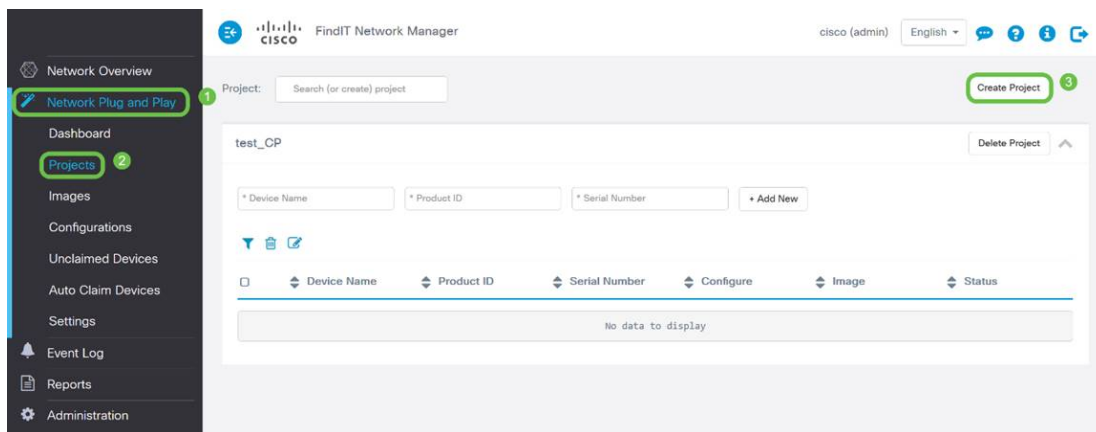 CISCO
FindIT Network Manager
cisco (admin)
English
Network Overview
Network Plug and Play
1
Dashboard
Projects
2
Images
Configurations
Unclaimed Devices
Auto Claim Devices
Settings
Event Log
Reports
Administration
Project:
Search (or create) project
Create Project
3
test_CP
Delete Project
* Device Name
* Product ID
* Serial Number
+ Add New
Device Name
Product ID
Serial Number
Configure
Image
Status
No data to display